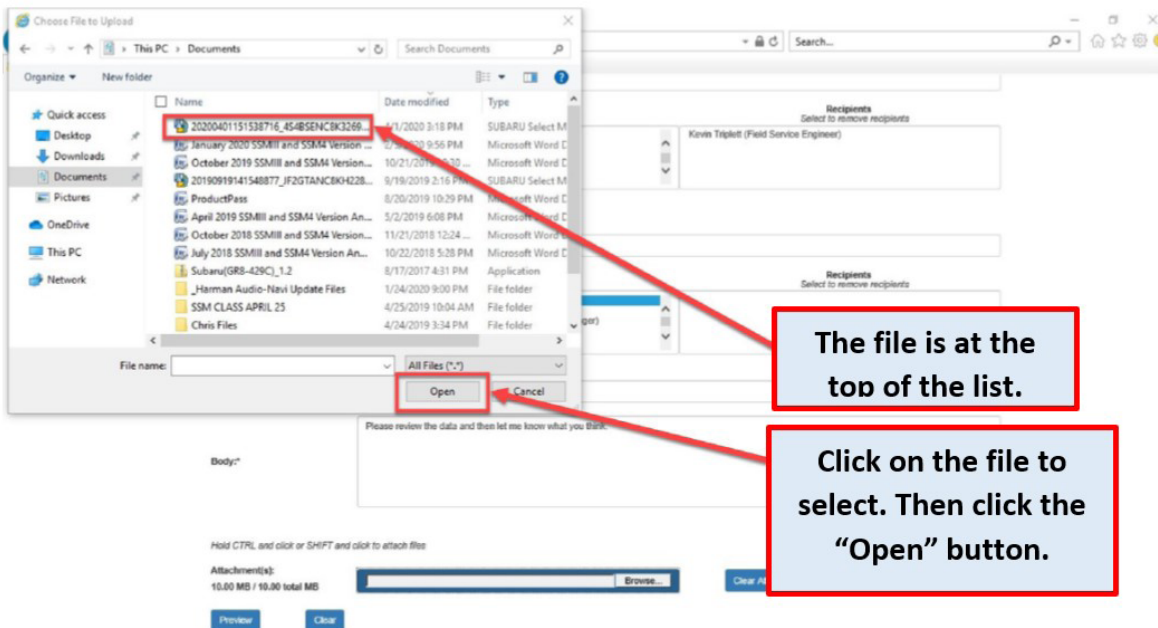 Choose File to Upload
This PC > Documents
Search Documents
Search...
Organize
New folder
Name Date modified Type
Quick access
Desktop
Downloads
Documents
Pictures
OneDrive
This PC
Network
20200401151538716_4S4BSENC8K3269... 4/1/2020 3:18 PM SUBARU Select M
January 2020 SSMIII and SSM4 Version ... 9:56 PM Microsoft Word D
October 2019 SSMIII and SSM4 Version... 10/21/2019 Microsoft Word D
20190919141548877_JF2GTANC8KH228... 9/19/2019 2:16 PM SUBARU Select M
ProductPass 8/20/2019 10:29 PM Microsoft Word D
April 2019 SSMIII and SSM4 Version An... 5/2/2019 6:08 PM Microsoft Word D
October 2018 SSMIII and SSM4 Version... 11/21/2018 12:24 ... Microsoft Word
July 2018 SSMIII and SSM4 Version An... 10/22/2018 5:28 PM Microsoft Word D
Subaru(GR8-429C)_1.2 8/17/2017 4:31 PM Application
_Harman Audio-Navi Update Files 1/24/2020 9:00 PM File folder
SSM CLASS APRIL 25 4/25/2019 10:04 AM File folder
Chris Files 4/24/2019 3:34 PM File folder
File name:
All Files (*.*)
Open
Cancel
Recipients
Select to remove recipients
Kevin Triplett (Field Service Engineer)
Recipients
Select to remove recipients
The file is at the
top of the list.
Click on the file to
select. Then click the
“Open” button.
Please review the data and then let me know what you think.
Body:*
Hold CTRL and click or SHIFT and click to attach files
Attachment(s):
10.00 MB / 10.00 total MB
Browse...
Clear
Preview
Clear